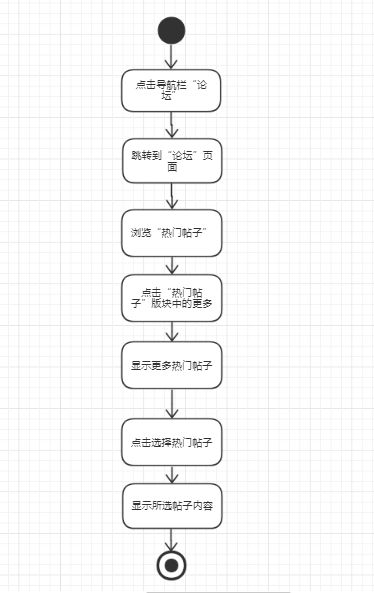 点击导航栏“论
坛”
跳转到“论坛”页
面
浏览“热门帖子”
点击“热门帖
子”版块中的更多
显示更多热门帖子
点击选择热门帖子
显示所选帖子内容